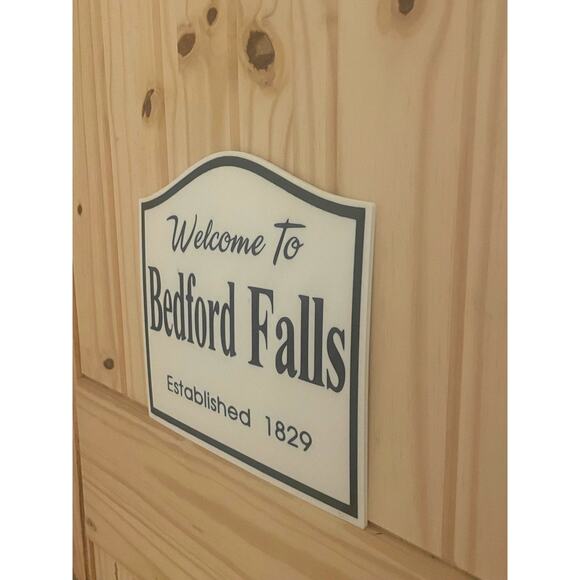 Welcome To
Bedford Falls
Established 1829